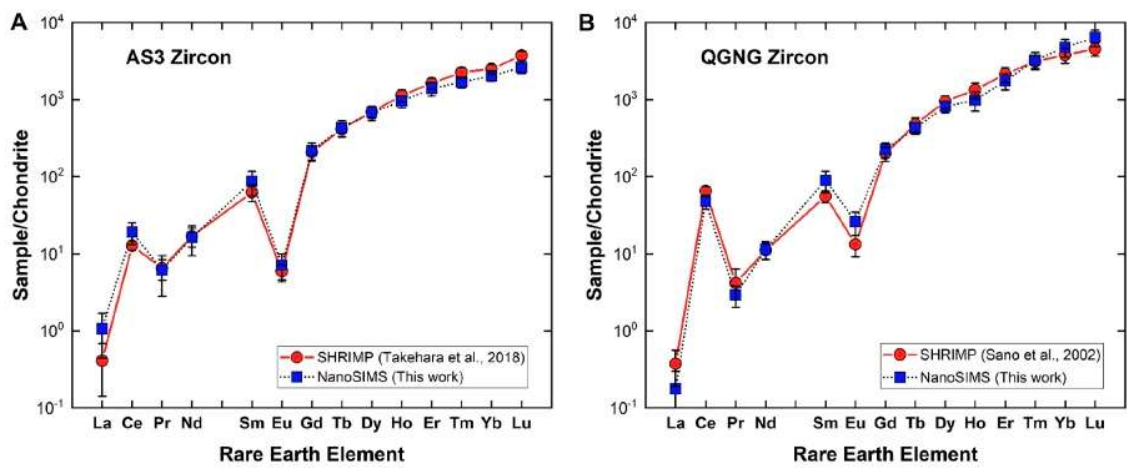 A
AS3 Zircon
Sample/Chondrite
10^4
10^3
10^2
10^1
10^0
10^-1
SHRIMP (Takehara et al., 2018)
NanoSIMS (This work)
La Ce Pr Nd Sm Eu Gd Tb Dy Ho Er Tm Yb Lu
Rare Earth Element
B
QGNG Zircon
Sample/Chondrite
10^4
10^3
10^2
10^1
10^0
10^-1
SHRIMP (Sano et al., 2002)
NanoSIMS (This work)
La Ce Pr Nd Sm Eu Gd Tb Dy Ho Er Tm Yb Lu
Rare Earth Element